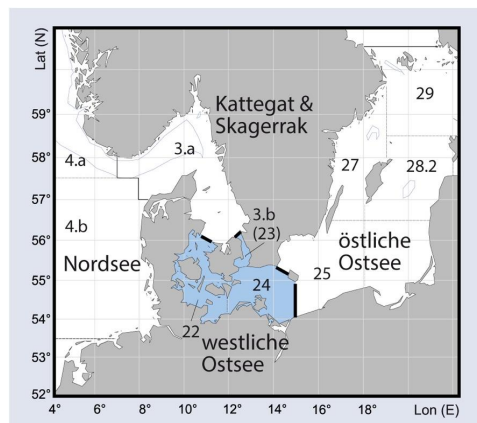 Lat (N)
59°
58°
57°
56°
55°
54°
53°
52°
Kattegat &
Skagerrak
29
4.a
3.a
27
28.2
4.b
3.b
(23)
Nordsee
östliche
Ostsee
25
24
22
westliche
Ostsee
4° 6° 8° 10° 12° 14° 16° 18° Lon (E)